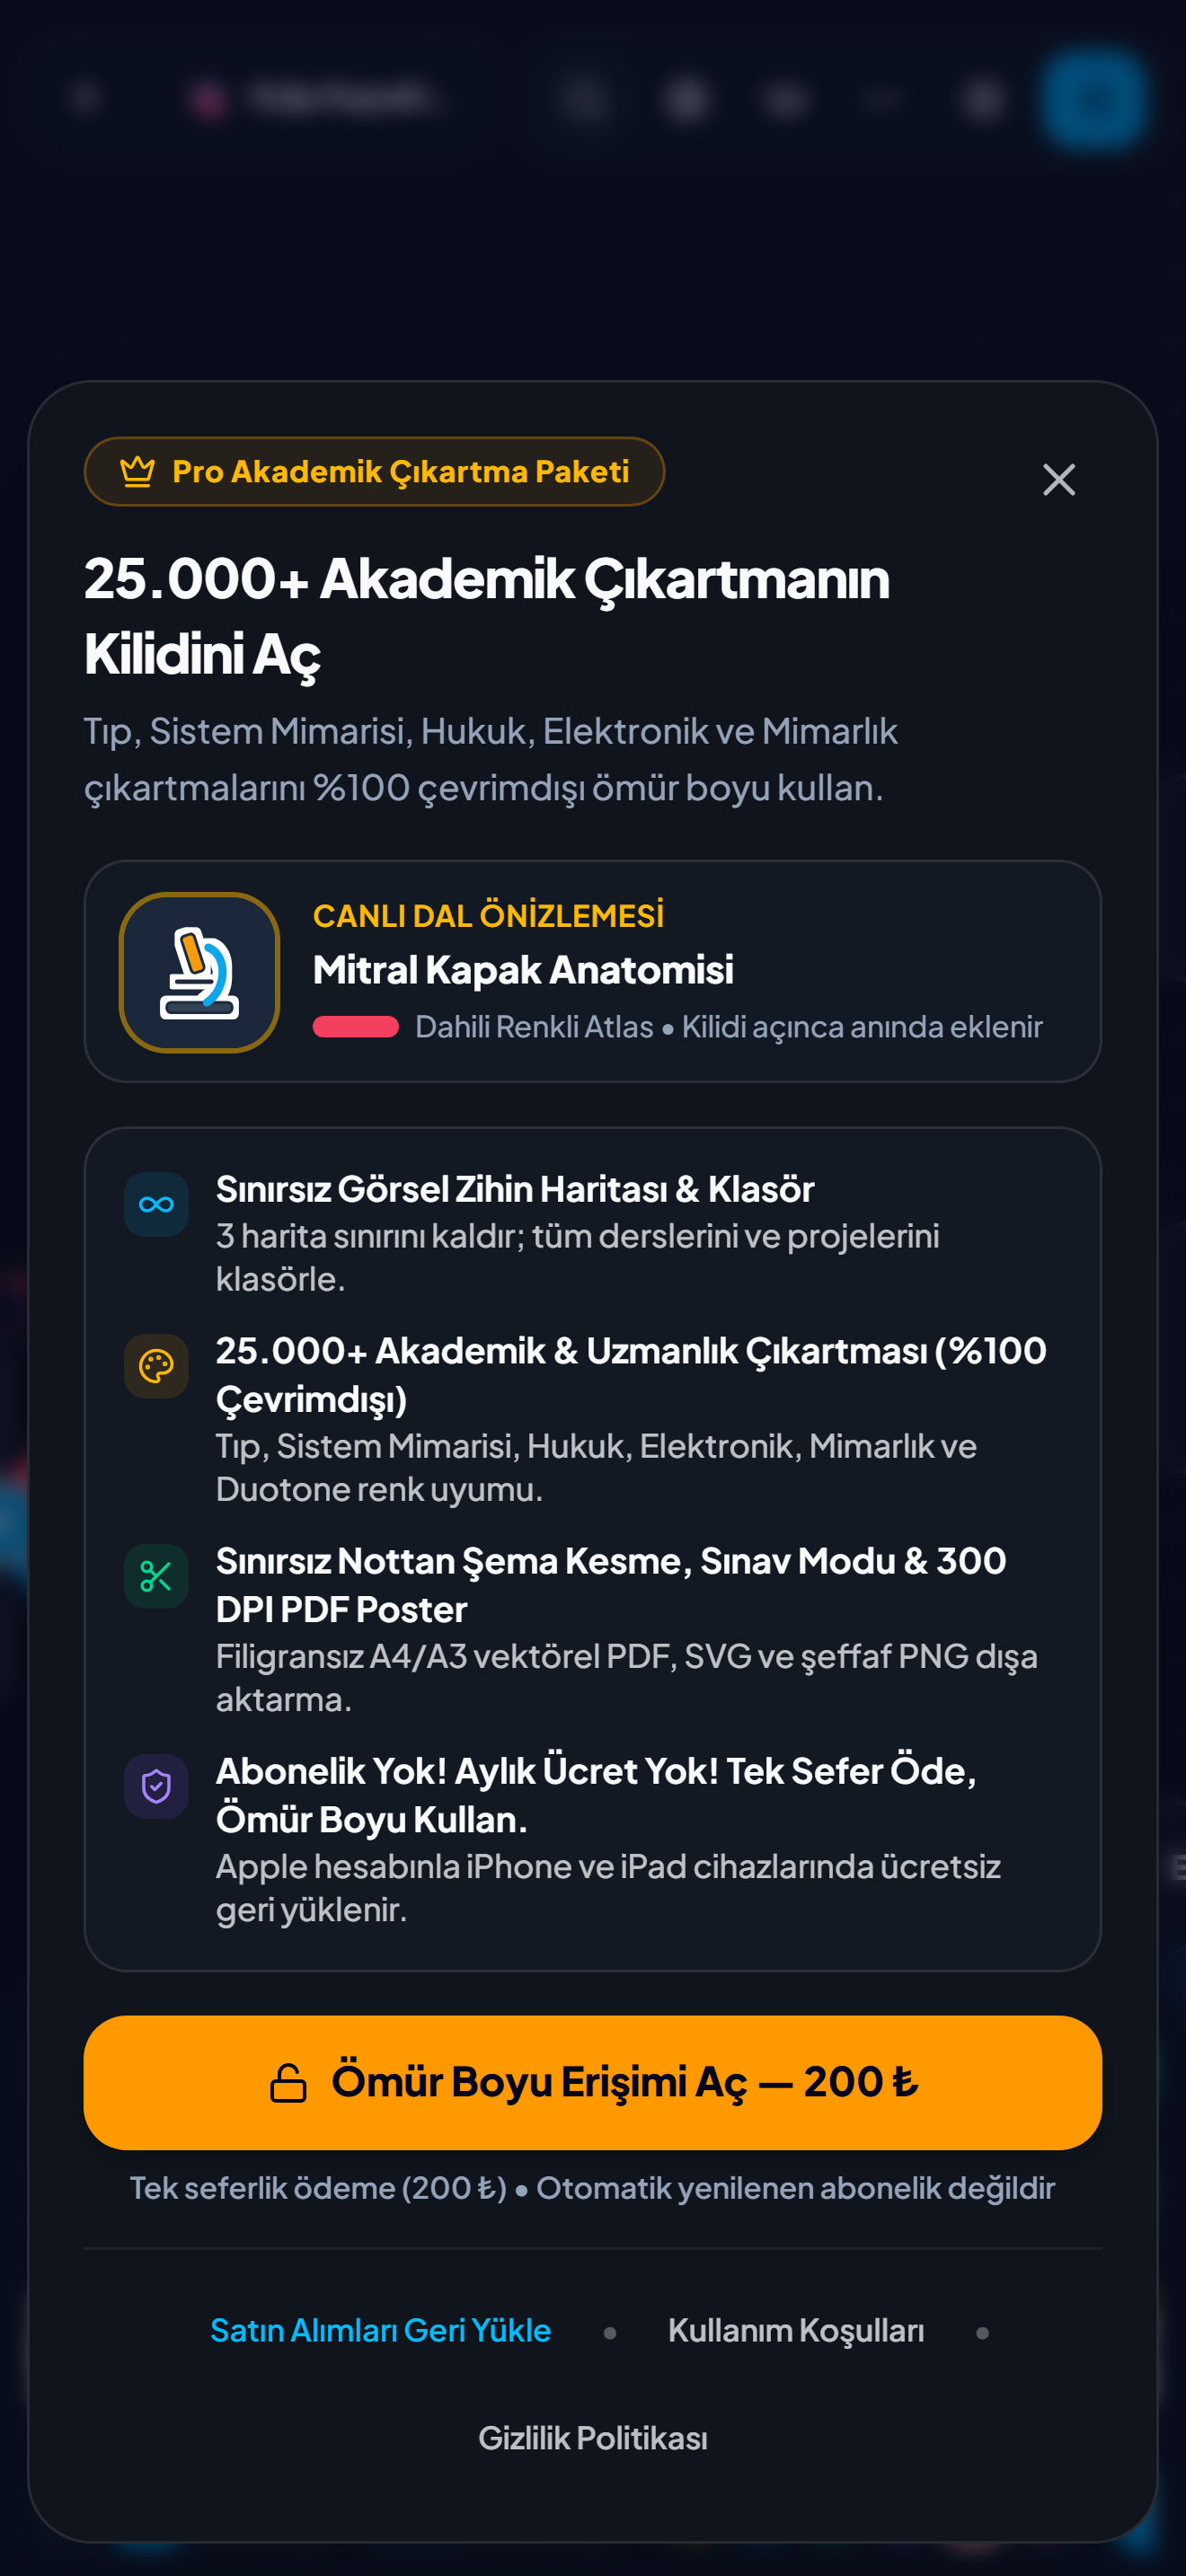 Pro Akademik Çıkartma Paketi
25.000+ Akademik Çıkartmanın
Kilidini Aç
Tıp, Sistem Mimarisi, Hukuk, Elektronik ve Mimarlık
çıkartmalarını %100 çevrimdışı ömür boyu kullan.
CANLI DAL ÖNİZLEMESİ
Mitral Kapak Anatomisi
Dahili Renkli Atlas • Kilidi açınca anında eklenir
Sınırsız Görsel Zihin Haritası & Klasör
3 harita sınırını kaldır; tüm derslerini ve projelerini
klasörle.
25.000+ Akademik & Uzmanlık Çıkartması (%100
Çevrimdışı)
Tıp, Sistem Mimarisi, Hukuk, Elektronik, Mimarlık ve
Duotone renk uyumu.
Sınırsız Nottan Şema Kesme, Sınav Modu & 300
DPI PDF Poster
Filigransız A4/A3 vektörel PDF, SVG ve şeffaf PNG dışa
aktarma.
Abonelik Yok! Aylık Ücret Yok! Tek Sefer Öde,
Ömür Boyu Kullan.
Apple hesabınla iPhone ve iPad cihazlarında ücretsiz
geri yüklenir.
Ömür Boyu Erişimi Aç — 200 ₺
Tek seferlik ödeme (200 ₺) • Otomatik yenilenen abonelik değildir
Satın Alımları Geri Yükle • Kullanım Koşulları •
Gizlilik Politikası